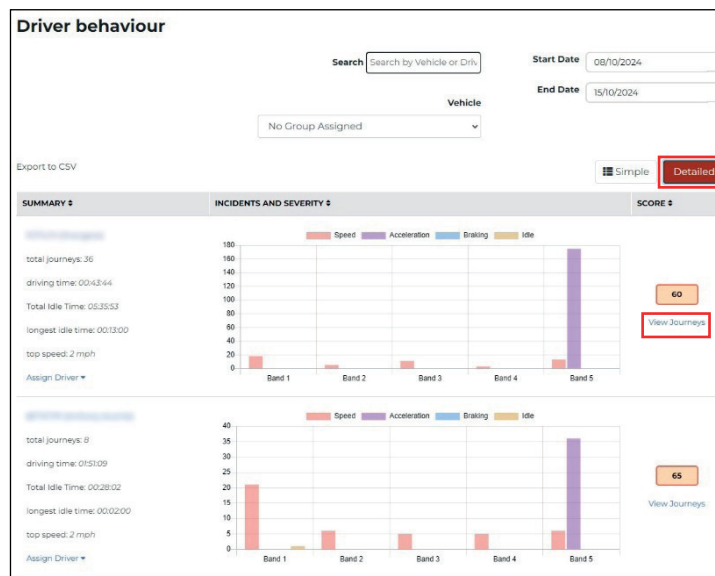 Driver behaviour
Search Search by Vehicle or Driv Start Date 08/10/2024
End Date 15/10/2024
Vehicle
No Group Assigned
Export to CSV Simple Detailed
SUMMARY INCIDENTS AND SEVERITY SCORE
Speed Acceleration Braking Idle
total journeys: 36
driving time: 00:43:44
Total Idle Time: 05:35:53
longest idle time: 00:13:00
top speed: 2 mph
Assign Driver
180
160
140
120
100
80
60
40
20
0
Band 1 Band 2 Band 3 Band 4 Band 5
60
View Journeys
Speed Acceleration Braking Idle
total journeys: 8
driving time: 01:51:09
Total Idle Time: 00:28:02
longest idle time: 00:02:00
top speed: 2 mph
Assign Driver
40
35
30
25
20
15
10
5
0
Band 1 Band 2 Band 3 Band 4 Band 5
65
View Journeys